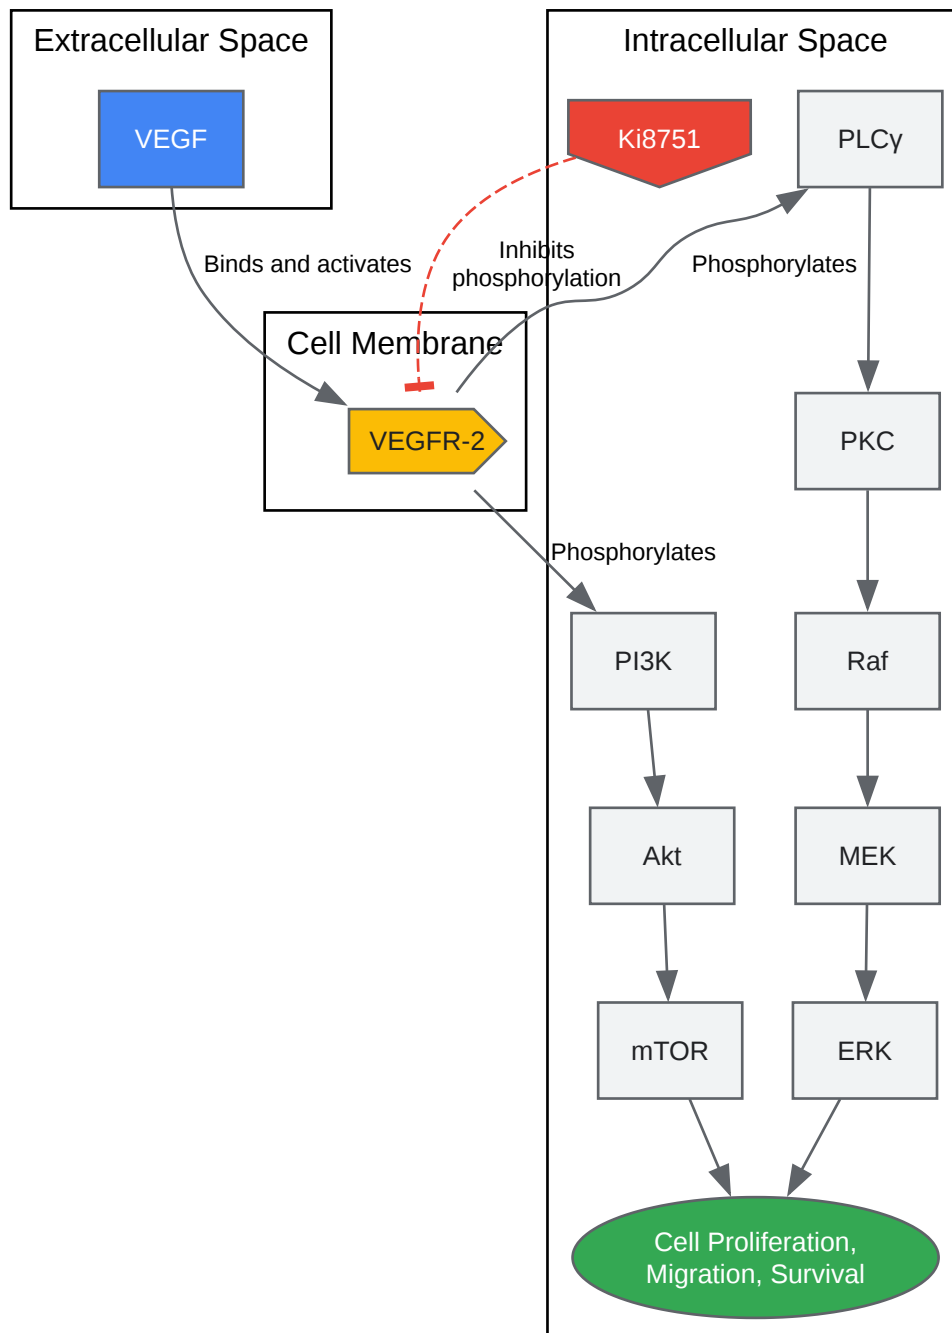 Extracellular Space
Intracellular Space
VEGF
Ki8751
PLCγ
Binds and activates
Inhibits
phosphorylation
Phosphorylates
Cell Membrane
VEGFR-2
PKC
Phosphorylates
PI3K
Raf
Akt
MEK
mTOR
ERK
Cell Proliferation,
Migration, Survival